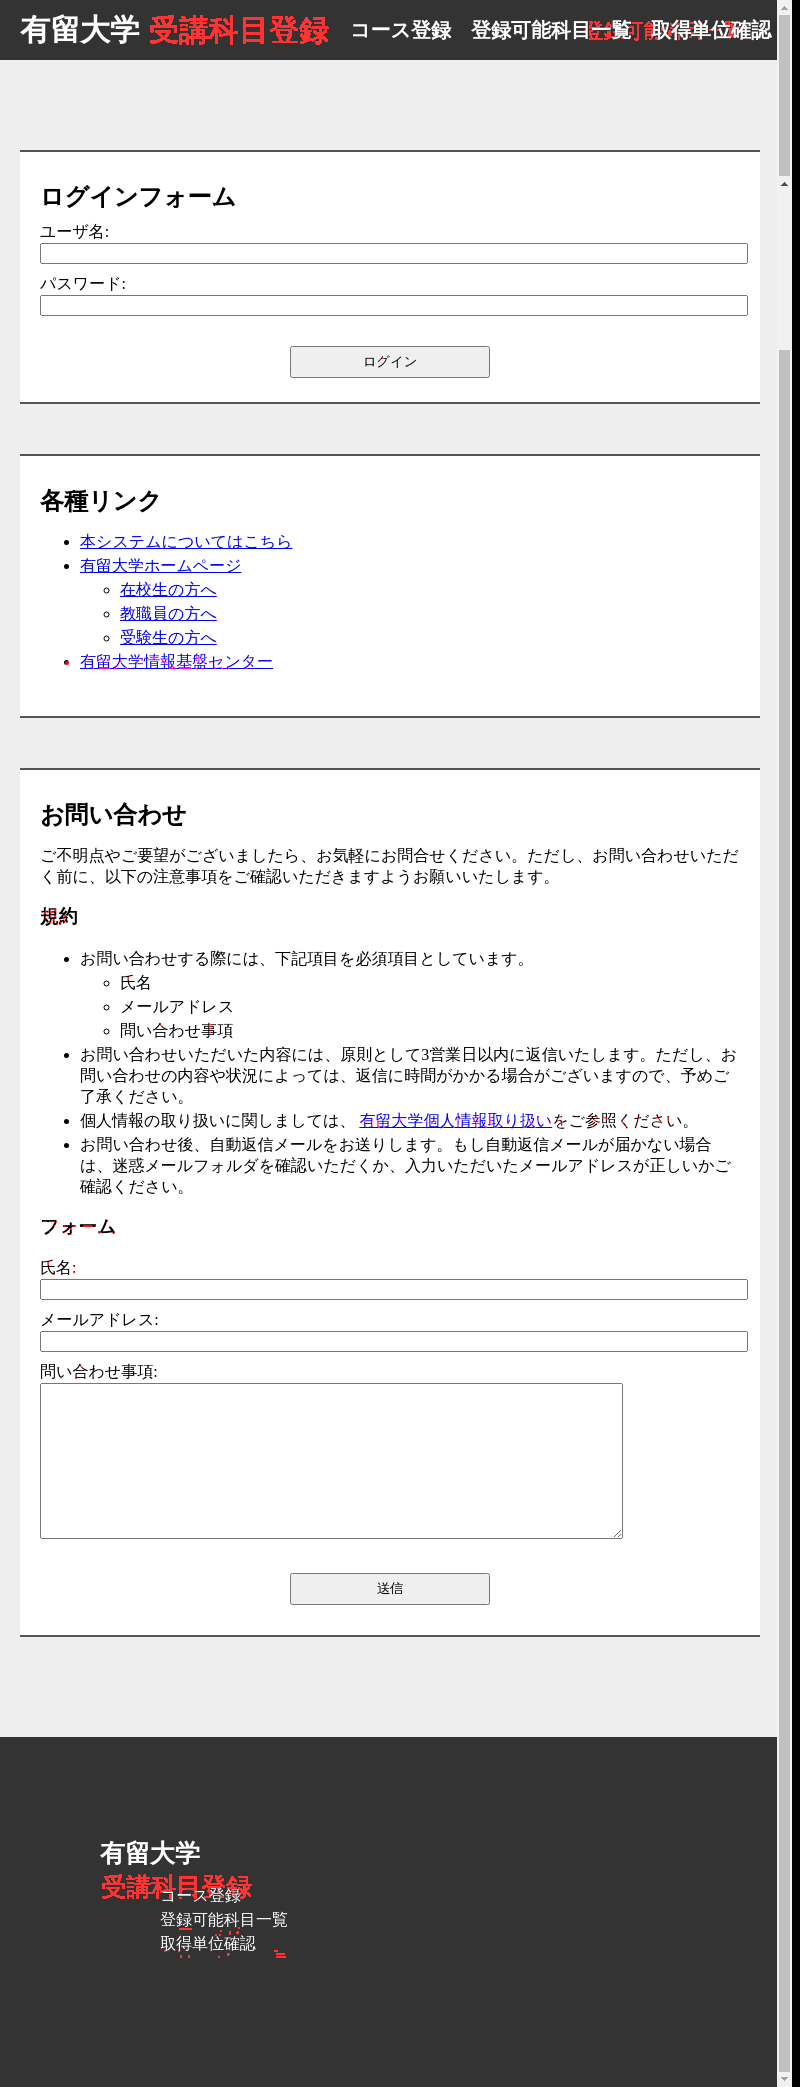 有留大学 受講科目登録 コース登録 登録可能科目一覧 取得単位確認
ログインフォーム
ユーザ名:
パスワード:
ログイン
各種リンク
本システムについてはこちら
有留大学ホームページ
在校生の方へ
教職員の方へ
受験生の方へ
有留大学情報基盤センター
お問い合わせ
ご不明点やご要望がございましたら、お気軽にお問合せください。ただし、お問い合わせいただ
く前に、以下の注意事項をご確認いただきますようお願いいたします。
規約
お問い合わせする際には、下記項目を必須項目としています。
氏名
メールアドレス
問い合わせ事項
お問い合わせいただいた内容には、原則として3営業日以内に返信いたします。ただし、お
問い合わせの内容や状況によっては、返信に時間がかかる場合がございますので、予めご
了承ください。
個人情報の取り扱いに関しましては、 有留大学個人情報取り扱いをご参照ください。
お問い合わせ後、自動返信メールをお送りします。もし自動返信メールが届かない場合
は、迷惑メールフォルダを確認いただくか、入力いただいたメールアドレスが正しいかご
確認ください。
フォーム
氏名:
メールアドレス:
問い合わせ事項:
送信
有留大学
受講科目登録
コース登録
登録可能科目一覧
取得単位確認